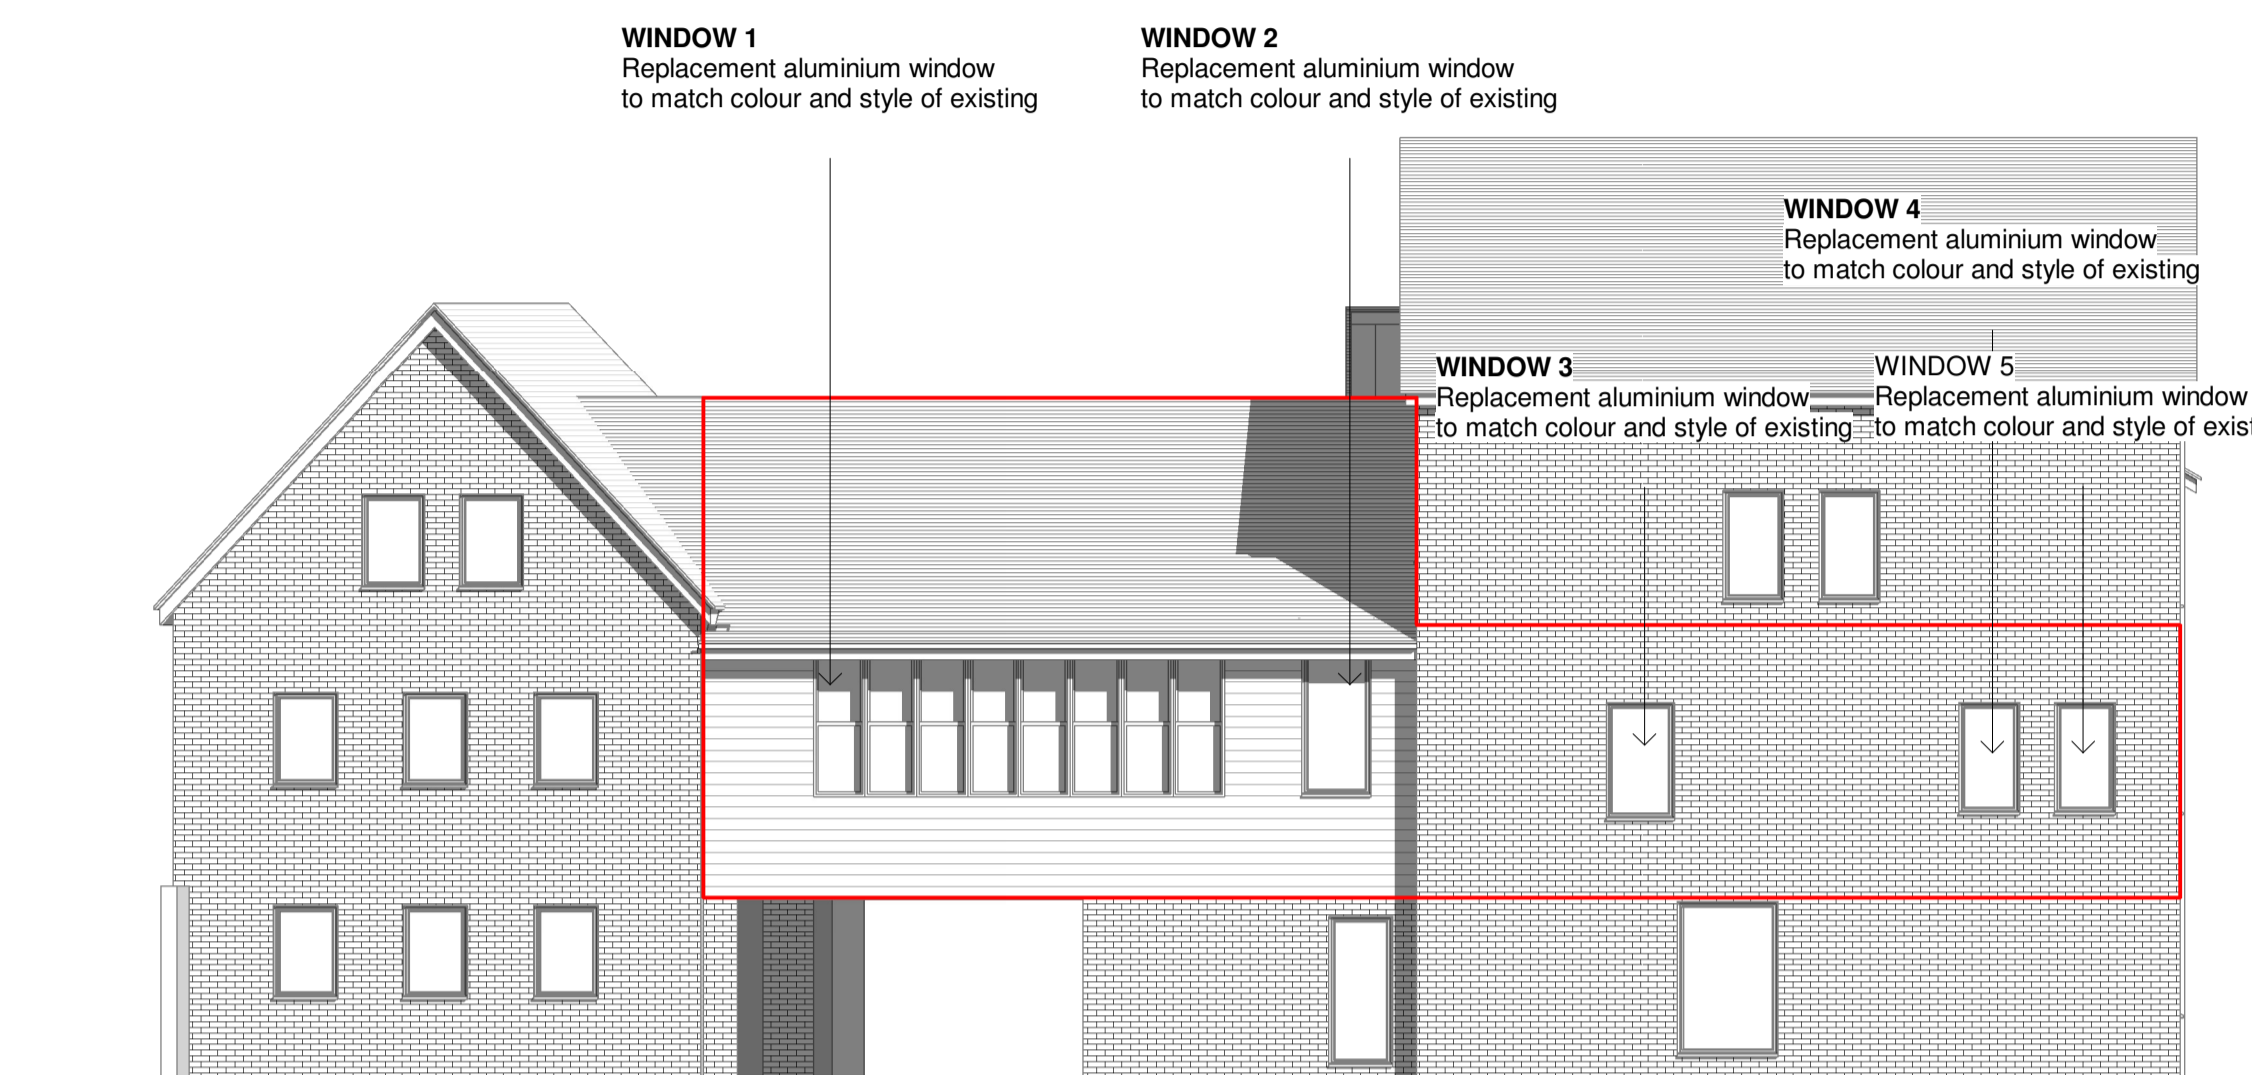 WINDOW 1
Replacement aluminium window
to match colour and style of existing
WINDOW 2
Replacement aluminium window
to match colour and style of existing
WINDOW 4
Replacement aluminium window
to match colour and style of existing
WINDOW 3
Replacement aluminium window
to match colour and style of existing
WINDOW 5
Replacement aluminium window
to match colour and style of